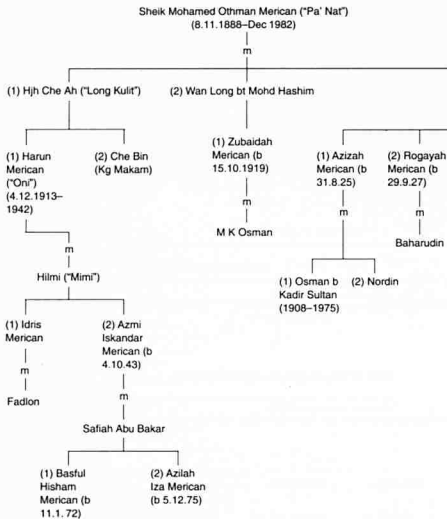 Sheik Mohamed Othman Merican ("Pa' Nat")
(8.11.1888–Dec 1982)
m
(1) Hjh Che Ah ("Long Kulit")
(2) Wan Long bt Mohd Hashim
(1) Harun
Merican
("Oni")
(4.12.1913–
1942)
(2) Che Bin
(Kg Makam)
(1) Zubaidah
Merican (b
15.10.1919)
(1) Azizah
Merican (b
31.8.25)
(2) Rogayah
Merican (b
29.9.27)
m
m
m
m
M K Osman
Baharudin
Hilmi ("Mimi")
(1) Osman b
Kadir Sultan
(1908–1975)
(2) Nordin
(1) Idris
Merican
(2) Azmi
Iskandar
Merican (b
4.10.43)
m
m
Fadlon
Safiah Abu Bakar
(1) Basful
Hisham
Merican (b
11.1.72)
(2) Azilah
Iza Merican
(b 5.12.75)